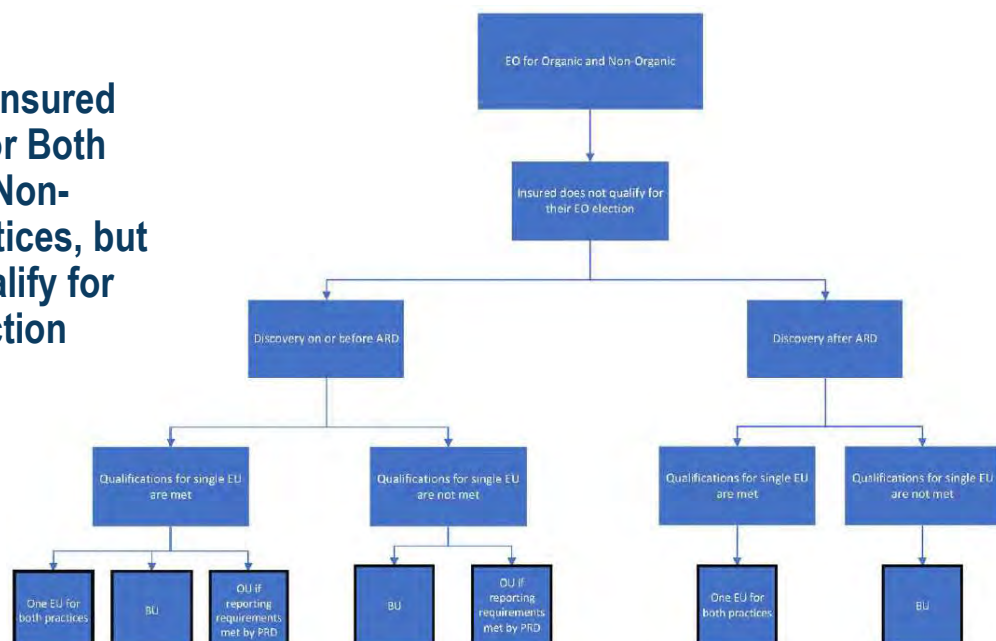 nsured
or Both
Non-
tices, but
alify for
ction
EO for Organic and Non-Organic
Insured does not qualify for
their EO election
Discovery on or before ARD
Discovery after ARD
Qualifications for single EU
are met
Qualifications for single EU
are not met
Qualifications for single EU
are met
Qualifications for single EU
are not met
One EU for
both practices
BU
OU if
reporting
requirements
met by PRD
BU
OU if
reporting
requirements
met by PRD
One EU for
both practices
BU